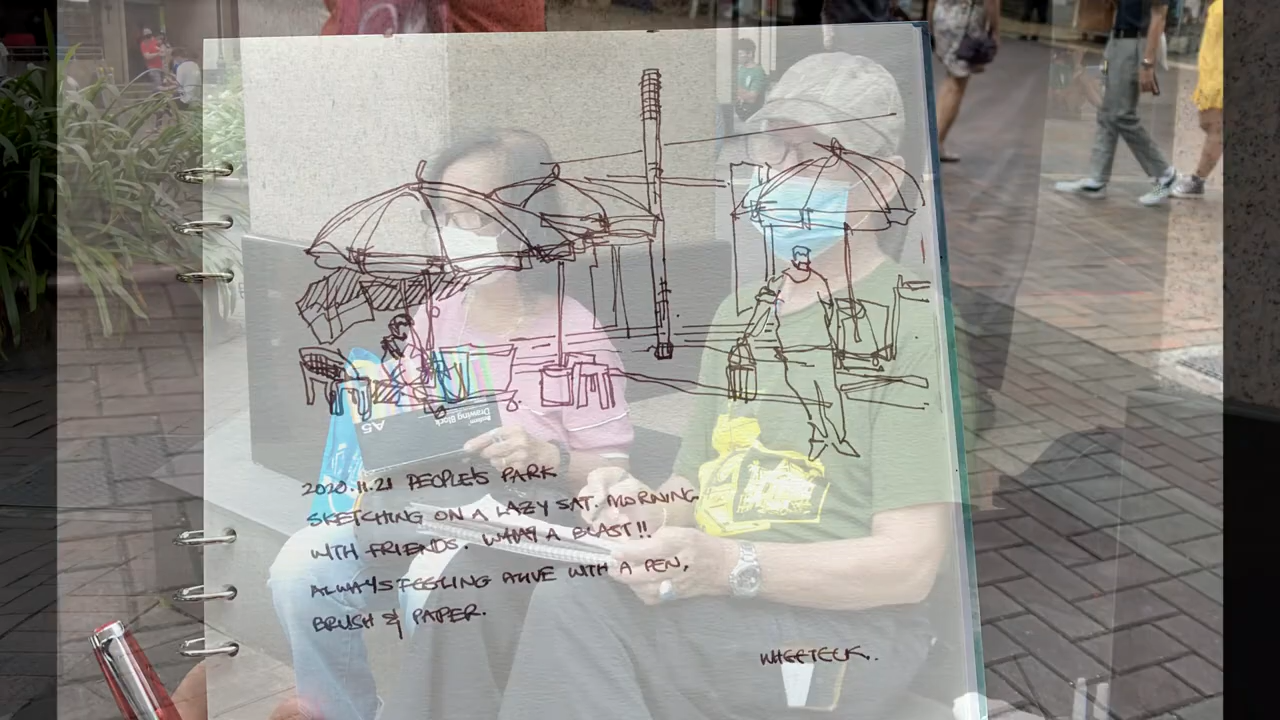 A5
Drawing Block
2020.11.21 PEOPLE'S PARK
SKETCHING ON A LAZY SAT. MORNING
WITH FRIENDS. WHAT A BLAST!!
ALWAYS FEELING ALIVE WITH A PEN,
BRUSH & PAPER.
WHEETECK.